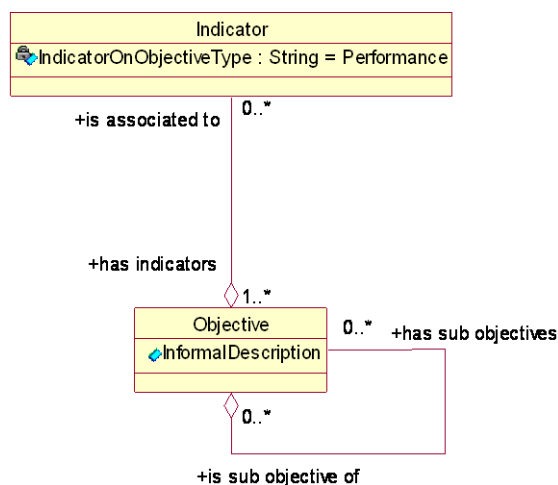 Indicator
IndicatorOnObjectiveType : String = Performance
0..*
+is associated to
+has indicators
1..*
Objective
0..*
+has sub objectives
InformalDescription
0..*
+is sub objective of